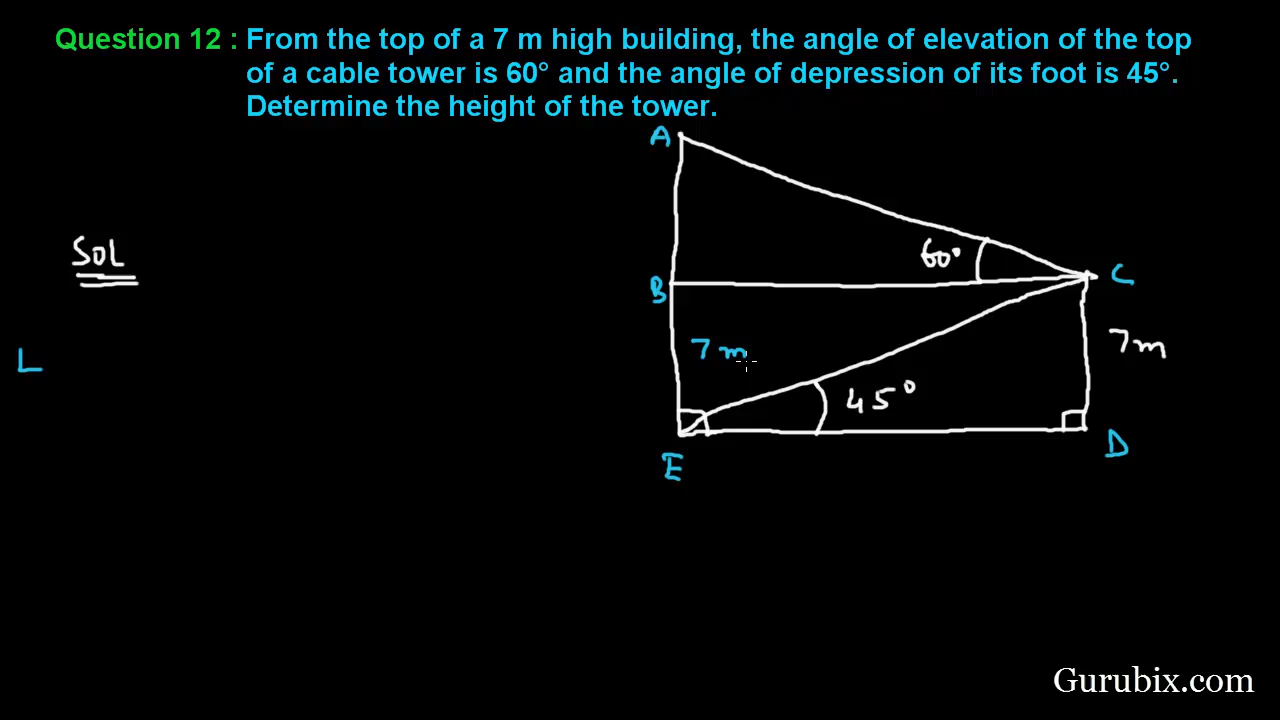 Question 12 : From the top of a 7 m high building, the angle of elevation of the top
of a cable tower is 60° and the angle of depression of its foot is 45°.
Determine the height of the tower.
A
SOL
60°
C
B
7 m
7m
L
45°
E
D
Gurubix.com